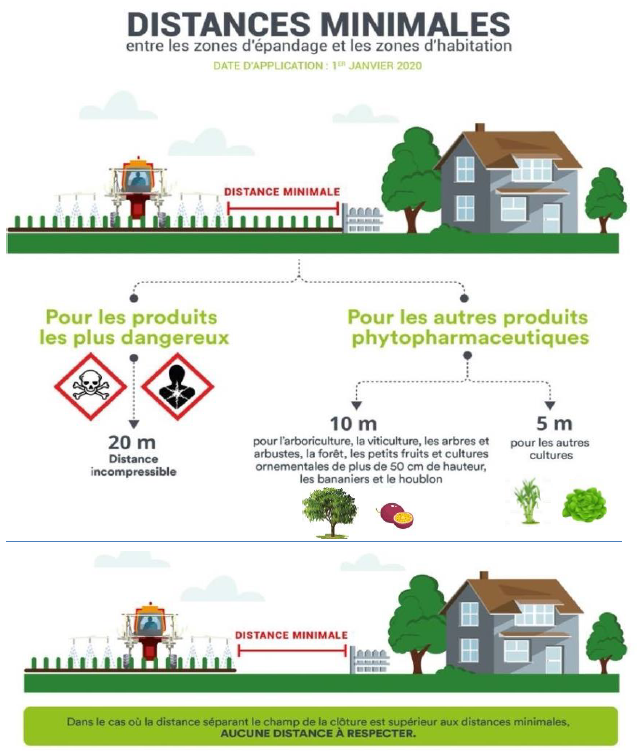 DISTANCES MINIMALES
entre les zones d'épandage et les zones d'habitation
DATE D'APPLICATION : 1ER JANVIER 2020
DISTANCE MINIMALE
Pour les produits
les plus dangereux
20 m
Distance
incompressible
Pour les autres produits
phytopharmaceutiques
10 m
pour l'arboriculture, la viticulture, les arbres et
arbustes, la forêt, les petits fruits et cultures
ornementales de plus de 50 cm de hauteur,
les bananiers et le houblon
5 m
pour les autres
cultures
DISTANCE MINIMALE
Dans le cas où la distance séparant le champ de la clôture est supérieur aux distances minimales,
AUCUNE DISTANCE À RESPECTER.